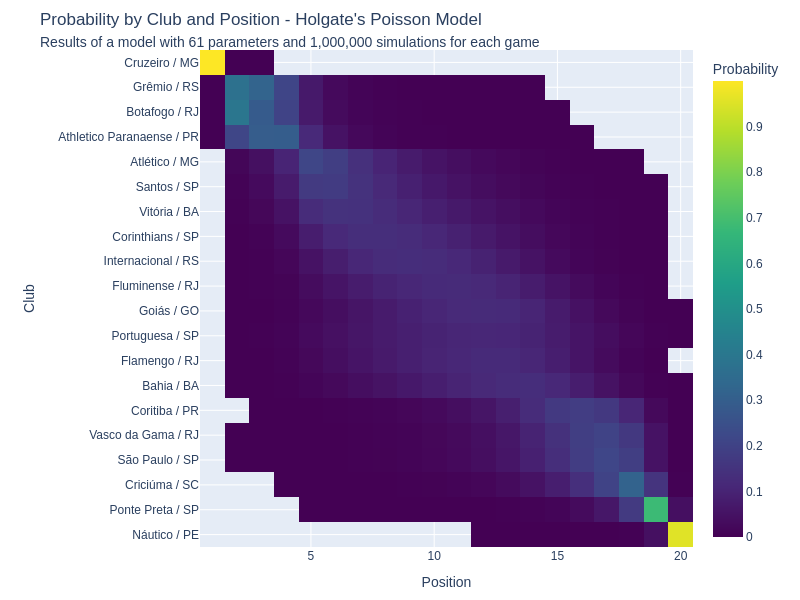 Probability by Club and Position - Holgate's Poisson Model
Results of a model with 61 parameters and 1,000,000 simulations for each game
Probability
Club
Cruzeiro / MG
Grêmio / RS
Botafogo / RJ
Athletico Paranaense / PR
Atlético / MG
Santos / SP
Vitória / BA
Corinthians / SP
Internacional / RS
Fluminense / RJ
Goiás / GO
Portuguesa / SP
Flamengo / RJ
Bahia / BA
Coritiba / PR
Vasco da Gama / RJ
São Paulo / SP
Criciúma / SC
Ponte Preta / SP
Náutico / PE
0.9
0.8
0.7
0.6
0.5
0.4
0.3
0.2
0.1
0
5
10
15
20
Position